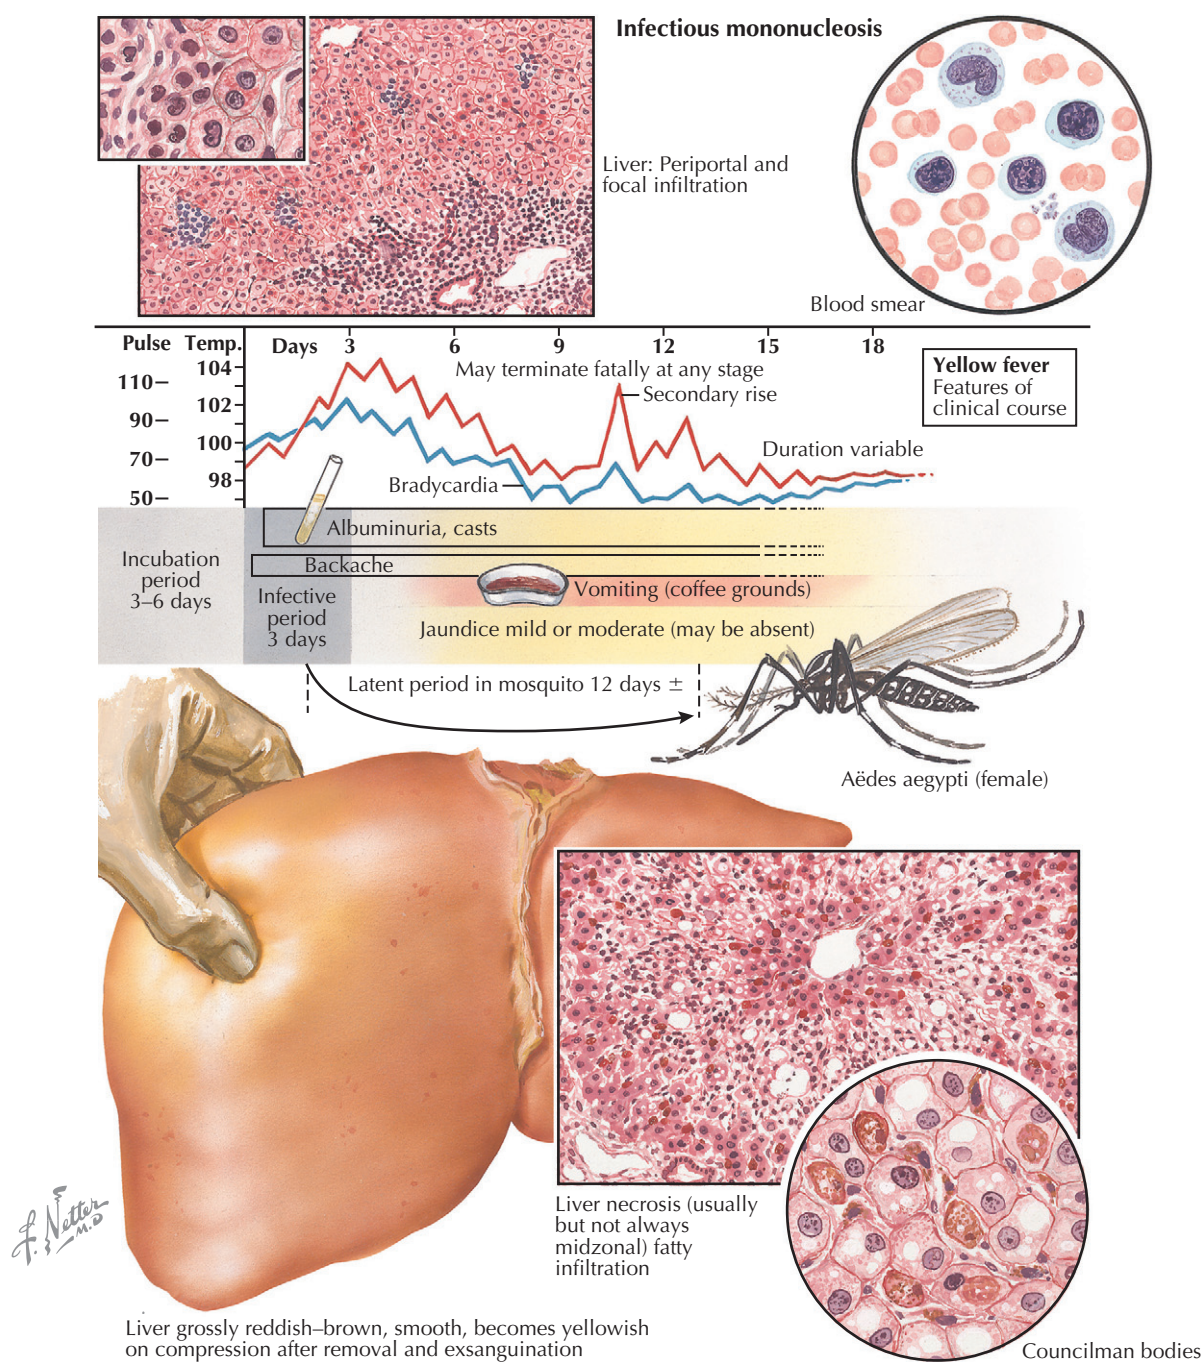 Infectious mononucleosis
Liver: Periportal and
focal infiltration
Blood smear
Pulse Temp. Days 3 6 9 12 15 18
104
110
102
90
100
70
98
50
May terminate fatally at any stage
Secondary rise
Yellow fever
Features of
clinical course
Duration variable
Bradycardia
Albuminuria, casts
Backache
Incubation
period
3–6 days
Infective
period
3 days
Vomiting (coffee grounds)
Jaundice mild or moderate (may be absent)
Latent period in mosquito 12 days ±
Aëdes aegypti (female)
Liver necrosis (usually
but not always
midzonal) fatty
infiltration
F. Netter
M.D
Liver grossly reddish–brown, smooth, becomes yellowish
on compression after removal and exsanguination
Councilman bodies